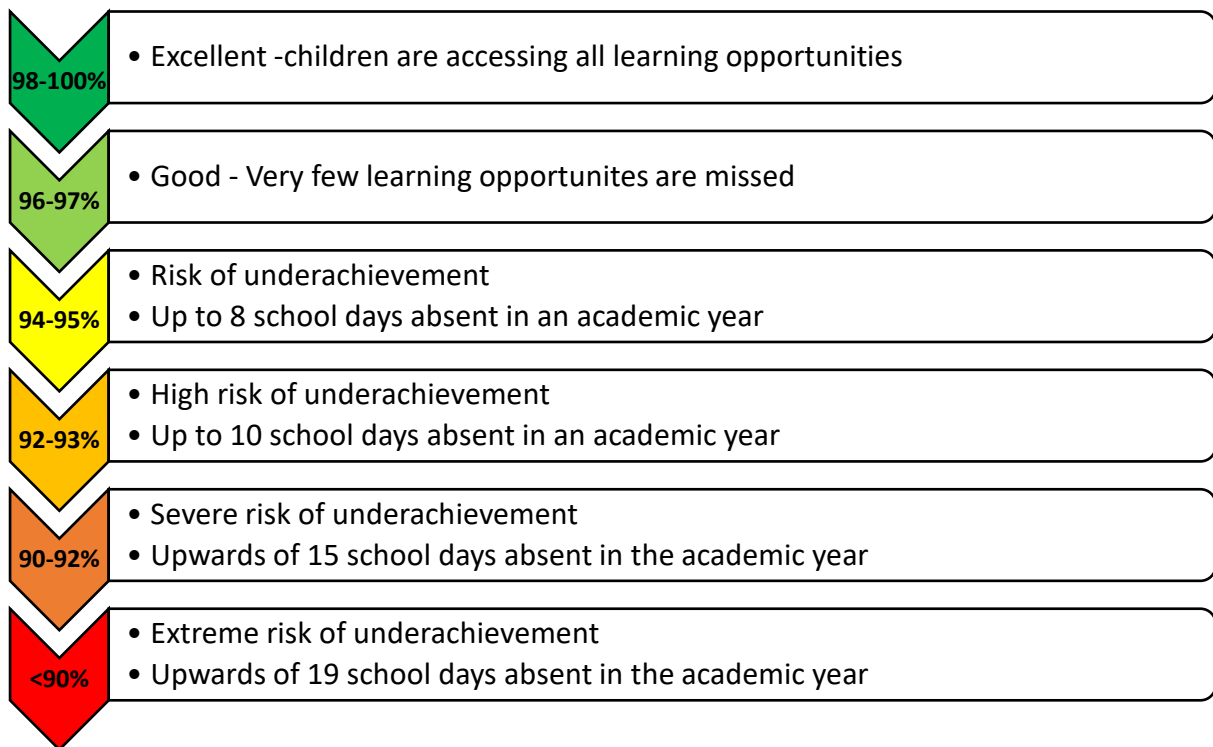 98-100%
• Excellent -children are accessing all learning opportunities
96-97%
• Good - Very few learning opportunites are missed
94-95%
• Risk of underachievement
• Up to 8 school days absent in an academic year
92-93%
• High risk of underachievement
• Up to 10 school days absent in an academic year
90-92%
• Severe risk of underachievement
• Upwards of 15 school days absent in the academic year
<90%
• Extreme risk of underachievement
• Upwards of 19 school days absent in the academic year